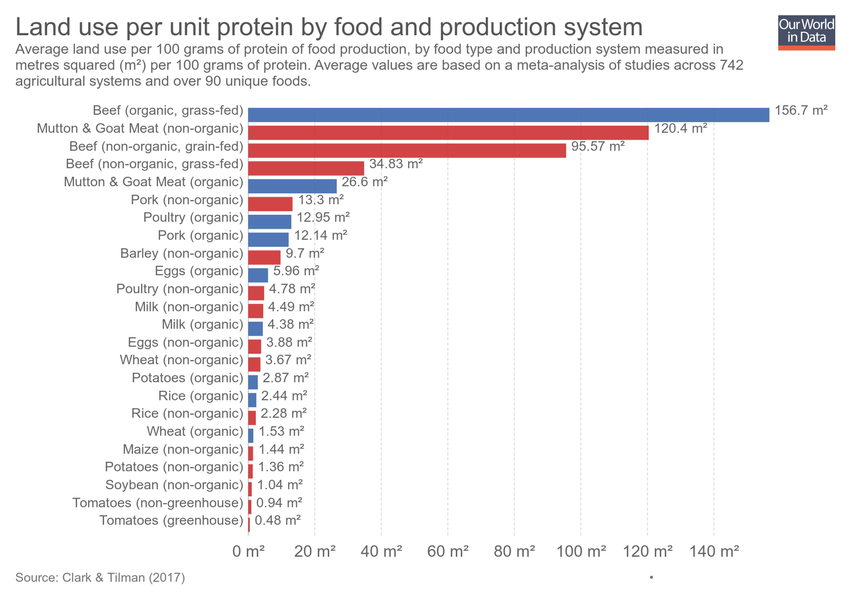 Land use per unit protein by food and production system
Our World
in Data
Average land use per 100 grams of protein of food production, by food type and production system measured in
metres squared (m²) per 100 grams of protein. Average values are based on a meta-analysis of studies across 742
agricultural systems and over 90 unique foods.
Beef (organic, grass-fed) 156.7 m²
Mutton & Goat Meat (non-organic) 120.4 m²
Beef (non-organic, grain-fed) 95.57 m²
Beef (non-organic, grass-fed) 34.83 m²
Mutton & Goat Meat (organic) 26.6 m²
Pork (non-organic) 13.3 m²
Poultry (organic) 12.95 m²
Pork (organic) 12.14 m²
Barley (non-organic) 9.7 m²
Eggs (organic) 5.96 m²
Poultry (non-organic) 4.78 m²
Milk (non-organic) 4.49 m²
Milk (organic) 4.38 m²
Eggs (non-organic) 3.88 m²
Wheat (non-organic) 3.67 m²
Potatoes (organic) 2.87 m²
Rice (organic) 2.44 m²
Rice (non-organic) 2.28 m²
Wheat (organic) 1.53 m²
Maize (non-organic) 1.44 m²
Potatoes (non-organic) 1.36 m²
Soybean (non-organic) 1.04 m²
Tomatoes (non-greenhouse) 0.94 m²
Tomatoes (greenhouse) 0.48 m²
0 m² 20 m² 40 m² 60 m² 80 m² 100 m² 120 m² 140 m²
Source: Clark & Tilman (2017) •